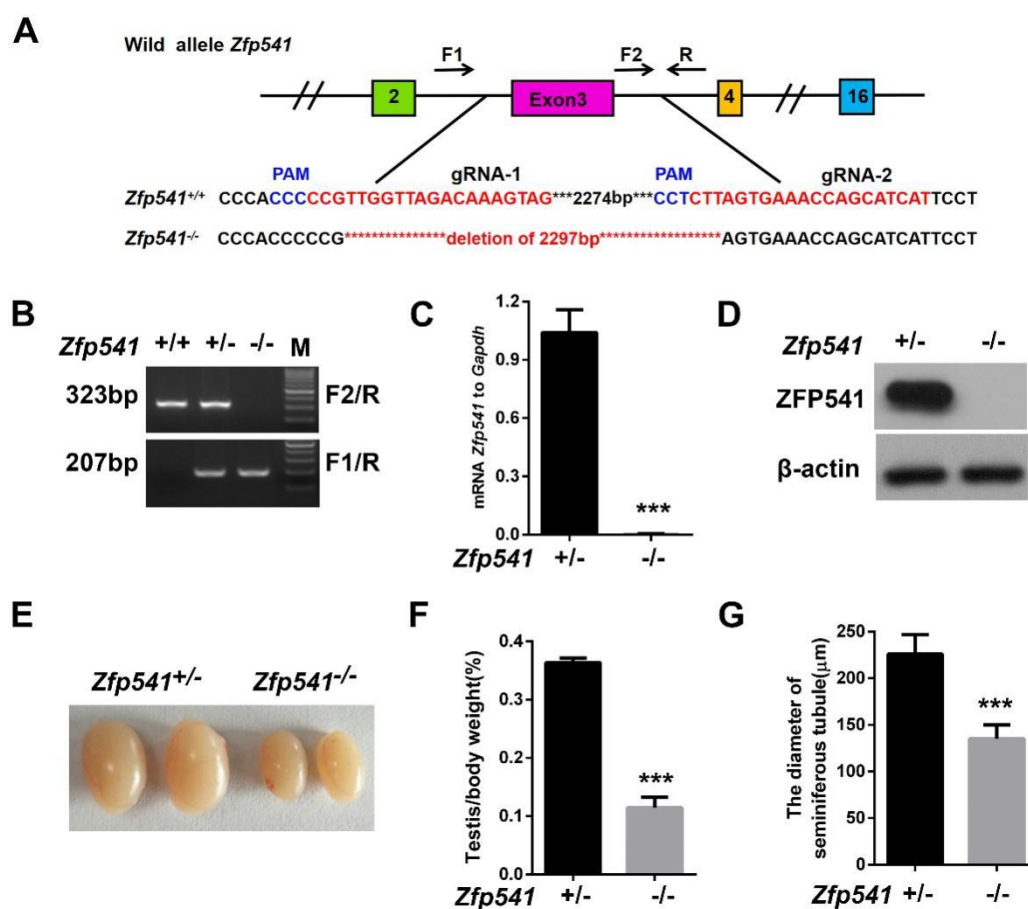 A
Wild allele Zfp541
F1 F2 R
2 Exon3 4 16
PAM gRNA-1 PAM gRNA-2
Zfp541+/+ CCCACCCCCGTTGGTTAGACAAAGTAG***2274bp***CCTCTTAGTGAAACCAGCATCATTCCT
Zfp541-/- CCCACCCCCG***************deletion of 2297bp******************AGTGAAACCAGCATCATTCCT
B
Zfp541 +/+ +/- -/- M
323bp F2/R
207bp F1/R
C
mRNA Zfp541 to Gapdh
1.2
0.9
0.6
0.3
0.0
***
Zfp541 +/- -/-
D
Zfp541 +/- -/-
ZFP541
β-actin
E
Zfp541+/- Zfp541-/-
F
Testis/body weight(%)
0.4
0.3
0.2
0.1
0.0
***
Zfp541 +/- -/-
G
The diameter of
seminiferous tubule(μm)
250
200
150
100
50
0
***
Zfp541 +/- -/-